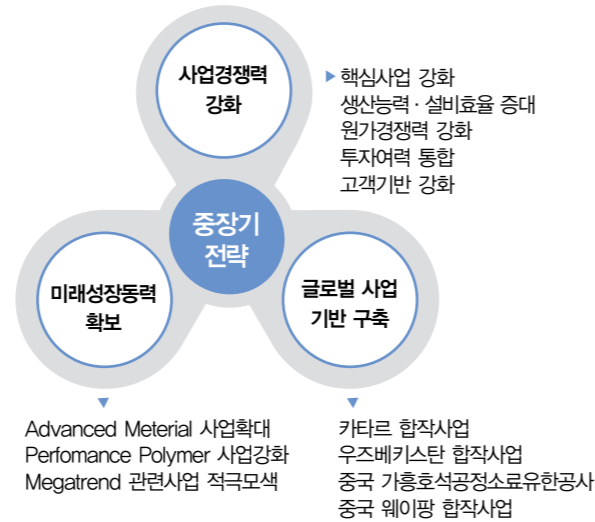 사업경쟁력
강화
▶ 핵심사업 강화
생산능력 · 설비효율 증대
원가경쟁력 강화
투자여력 통합
고객기반 강화
중장기
전략
미래성장동력
확보
글로벌 사업
기반 구축
Advanced Meterial 사업확대
Perfomance Polymer 사업강화
Megatrend 관련사업 적극모색
카타르 합작사업
우즈베키스탄 합작사업
중국 가흥호석공정소료유한공사
중국 웨이팡 합작사업